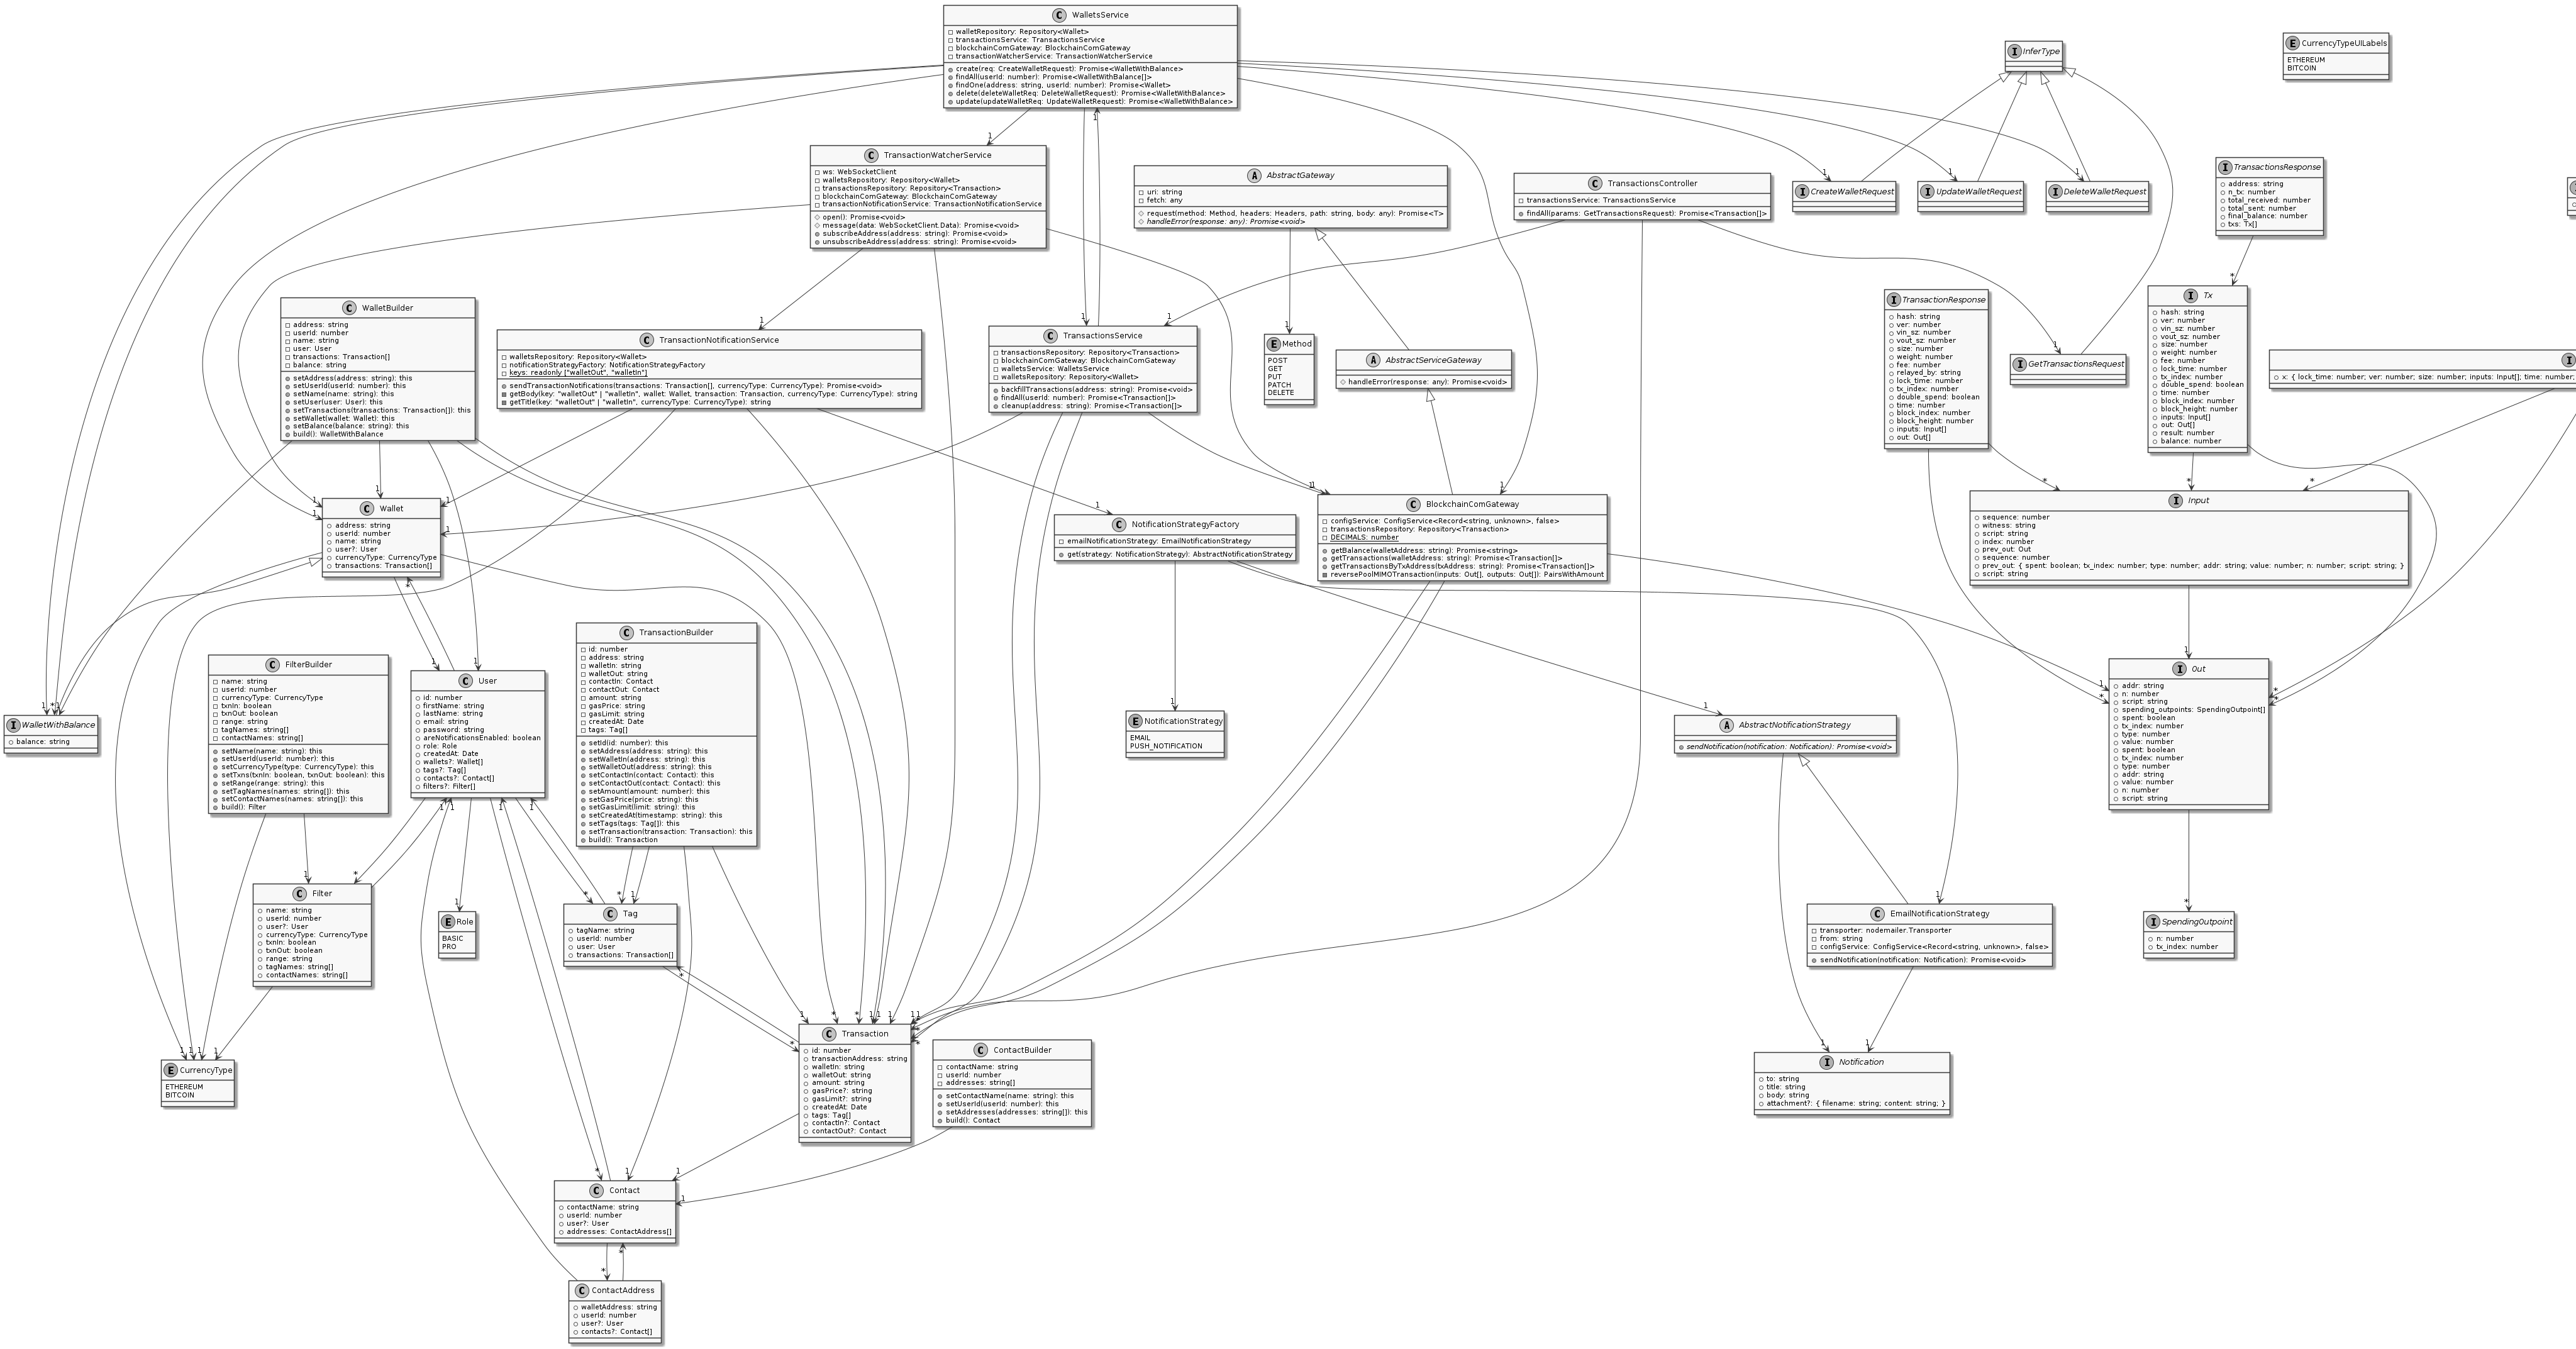 C WalletsService
walletRepository: Repository<Wallet>
transactionsService: TransactionsService
blockchainComGateway: BlockchainComGateway
transactionWatcherService: TransactionWatcherService
create(req: CreateWalletRequest): Promise<WalletWithBalance>
findAll(userId: number): Promise<WalletWithBalance[]>
findOne(address: string, userId: number): Promise<Wallet>
delete(deleteWalletReq: DeleteWalletRequest): Promise<WalletWithBalance>
update(updateWalletReq: UpdateWalletRequest): Promise<WalletWithBalance>
I InferType
E CurrencyTypeUILabels
ETHEREUM
BITCOIN
C TransactionWatcherService
ws: WebSocketClient
walletsRepository: Repository<Wallet>
transactionsRepository: Repository<Transaction>
blockchainComGateway: BlockchainComGateway
transactionNotificationService: TransactionNotificationService
open(): Promise<void>
message(data: WebSocketClient.Data): Promise<void>
subscribeAddress(address: string): Promise<void>
unsubscribeAddress(address: string): Promise<void>
A AbstractGateway
uri: string
fetch: any
request(method: Method, headers: Headers, path: string, body: any): Promise<T>
handleError(response: any): Promise<void>
C TransactionsController
transactionsService: TransactionsService
findAll(params: GetTransactionsRequest): Promise<Transaction[]>
I CreateWalletRequest
I UpdateWalletRequest
I DeleteWalletRequest
I TransactionsResponse
address: string
n_tx: number
total_received: number
total_sent: number
final_balance: number
txs: Tx[]
C WalletBuilder
address: string
userId: number
name: string
user: User
transactions: Transaction[]
balance: string
setAddress(address: string): this
setUserId(userId: number): this
setName(name: string): this
setUser(user: User): this
setTransactions(transactions: Transaction[]): this
setWallet(wallet: Wallet): this
setBalance(balance: string): this
build(): WalletWithBalance
C TransactionNotificationService
walletsRepository: Repository<Wallet>
notificationStrategyFactory: NotificationStrategyFactory
keys: readonly ["walletOut", "walletIn"]
sendTransactionNotifications(transactions: Transaction[], currencyType: CurrencyType): Promise<void>
getBody(key: "walletOut" | "walletIn", wallet: Wallet, transaction: Transaction, currencyType: CurrencyType): string
getTitle(key: "walletOut" | "walletIn", currencyType: CurrencyType): string
C TransactionsService
transactionsRepository: Repository<Transaction>
blockchainComGateway: BlockchainComGateway
walletsService: WalletsService
walletsRepository: Repository<Wallet>
backfillTransactions(address: string): Promise<void>
findAll(userId: number): Promise<Transaction[]>
cleanup(address: string): Promise<Transaction[]>
E Method
POST
GET
PUT
PATCH
DELETE
A AbstractServiceGateway
handleError(response: any): Promise<void>
I TransactionResponse
hash: string
ver: number
vin_sz: number
vout_sz: number
size: number
weight: number
fee: number
relayed_by: string
lock_time: number
tx_index: number
double_spend: boolean
time: number
block_index: number
block_height: number
inputs: Input[]
out: Out[]
I GetTransactionsRequest
I Tx
hash: string
ver: number
vin_sz: number
vout_sz: number
size: number
weight: number
fee: number
lock_time: number
tx_index: number
double_spend: boolean
time: number
block_index: number
block_height: number
inputs: Input[]
out: Out[]
result: number
balance: number
I
x: { lock_time: number; ver: number; size: number; inputs: Input[]; time: number;
C Wallet
address: string
userId: number
name: string
user?: User
currencyType: CurrencyType
transactions: Transaction[]
C NotificationStrategyFactory
emailNotificationStrategy: EmailNotificationStrategy
get(strategy: NotificationStrategy): AbstractNotificationStrategy
C BlockchainComGateway
configService: ConfigService<Record<string, unknown>, false>
transactionsRepository: Repository<Transaction>
DECIMALS: number
getBalance(walletAddress: string): Promise<string>
getTransactions(walletAddress: string): Promise<Transaction[]>
getTransactionsByTxAddress(txAddress: string): Promise<Transaction[]>
reversePoolMIMOTransaction(inputs: Out[], outputs: Out[]): PairsWithAmount
I Input
sequence: number
witness: string
script: string
index: number
prev_out: Out
sequence: number
prev_out: { spent: boolean; tx_index: number; type: number; addr: string; value: number; n: number; script: string; }
script: string
I WalletWithBalance
balance: string
C FilterBuilder
name: string
userId: number
currencyType: CurrencyType
txnIn: boolean
txnOut: boolean
range: string
tagNames: string[]
contactNames: string[]
setName(name: string): this
setUserId(userId: number): this
setCurrencyType(type: CurrencyType): this
setTxns(txnIn: boolean, txnOut: boolean): this
setRange(range: string): this
setTagNames(names: string[]): this
setContactNames(names: string[]): this
build(): Filter
C User
id: number
firstName: string
lastName: string
email: string
password: string
areNotificationsEnabled: boolean
role: Role
createdAt: Date
wallets?: Wallet[]
tags?: Tag[]
contacts?: Contact[]
filters?: Filter[]
C TransactionBuilder
id: number
address: string
walletIn: string
walletOut: string
contactIn: Contact
contactOut: Contact
amount: string
gasPrice: string
gasLimit: string
createdAt: Date
tags: Tag[]
setId(id: number): this
setAddress(address: string): this
setWalletIn(address: string): this
setWalletOut(address: string): this
setContactIn(contact: Contact): this
setContactOut(contact: Contact): this
setAmount(amount: number): this
setGasPrice(price: string): this
setGasLimit(limit: string): this
setCreatedAt(timestamp: string): this
setTags(tags: Tag[]): this
setTransaction(transaction: Transaction): this
build(): Transaction
E NotificationStrategy
EMAIL
PUSH_NOTIFICATION
A AbstractNotificationStrategy
sendNotification(notification: Notification): Promise<void>
I Out
addr: string
n: number
script: string
spending_outpoints: SpendingOutpoint[]
spent: boolean
tx_index: number
type: number
value: number
spent: boolean
tx_index: number
type: number
addr: string
value: number
n: number
script: string
C Filter
name: string
userId: number
user?: User
currencyType: CurrencyType
txnIn: boolean
txnOut: boolean
range: string
tagNames: string[]
contactNames: string[]
E Role
BASIC
PRO
C Tag
tagName: string
userId: number
user: User
transactions: Transaction[]
C EmailNotificationStrategy
transporter: nodemailer.Transporter
from: string
configService: ConfigService<Record<string, unknown>, false>
sendNotification(notification: Notification): Promise<void>
I SpendingOutpoint
n: number
tx_index: number
E CurrencyType
ETHEREUM
BITCOIN
C Transaction
id: number
transactionAddress: string
walletIn: string
walletOut: string
amount: string
gasPrice?: string
gasLimit?: string
createdAt: Date
tags: Tag[]
contactIn?: Contact
contactOut?: Contact
C ContactBuilder
contactName: string
userId: number
addresses: string[]
setContactName(name: string): this
setUserId(userId: number): this
setAddresses(addresses: string[]): this
build(): Contact
I Notification
to: string
title: string
body: string
attachment?: { filename: string; content: string; }
C Contact
contactName: string
userId: number
user?: User
addresses: ContactAddress[]
C ContactAddress
walletAddress: string
userId: number
user?: User
contacts?: Contact[]